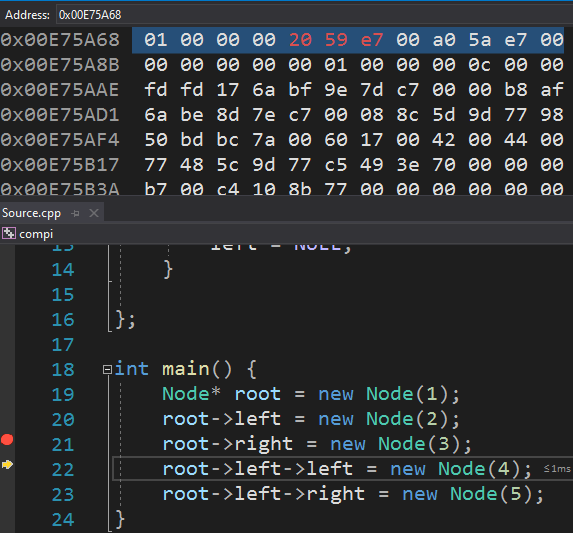 Address: 0x00E75A68
0x00E75A68 01 00 00 00 20 59 e7 00 a0 5a e7 00
0x00E75A8B 00 00 00 00 00 01 00 00 00 0c 00 00
0x00E75AAE fd fd 17 6a bf 9e 7d c7 00 00 b8 af
0x00E75AD1 6a be 8d 7e c7 00 08 8c 5d 9d 77 98
0x00E75AF4 50 bd bc 7a 00 60 17 00 42 00 44 00
0x00E75B17 77 48 5c 9d 77 c5 49 3e 70 00 00 00
0x00E75B3A b7 00 c4 10 8b 77 00 00 00 00 00 00
Source.cpp
compi
13 left = NULL;
14 }
15
16 };
17
18 int main() {
19 Node* root = new Node(1);
20 root->left = new Node(2);
21 root->right = new Node(3);
22 root->left->left = new Node(4); ≤1ms
23 root->left->right = new Node(5);
24 }